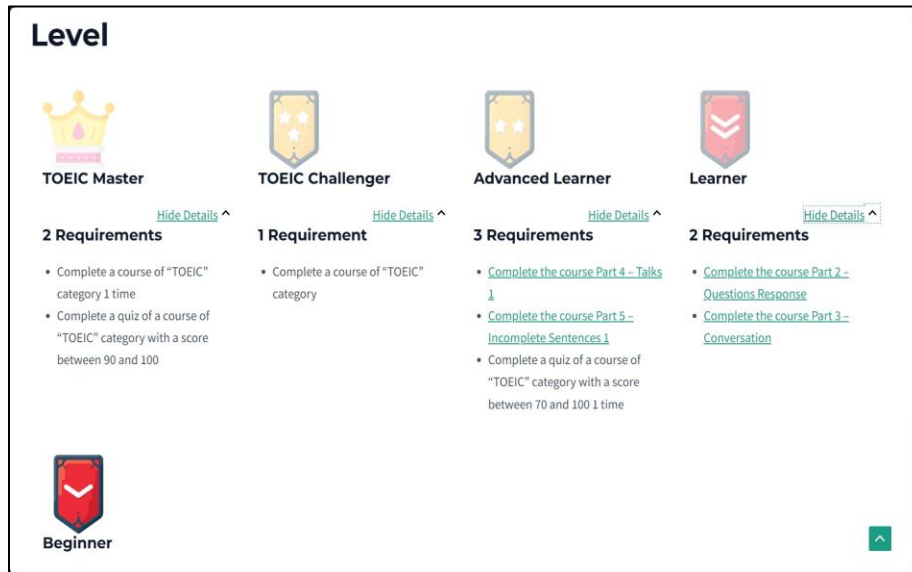 Level
TOEIC Master
Hide Details
2 Requirements
• Complete a course of “TOEIC”
category 1 time
• Complete a quiz of a course of
“TOEIC” category with a score
between 90 and 100
TOEIC Challenger
Hide Details
1 Requirement
• Complete a course of “TOEIC”
category
Advanced Learner
Hide Details
3 Requirements
• Complete the course Part 4 – Talks
1
• Complete the course Part 5 –
Incomplete Sentences 1
• Complete a quiz of a course of
“TOEIC” category with a score
between 70 and 100 1 time
Learner
Hide Details
2 Requirements
• Complete the course Part 2 –
Questions Response
• Complete the course Part 3 –
Conversation
Beginner